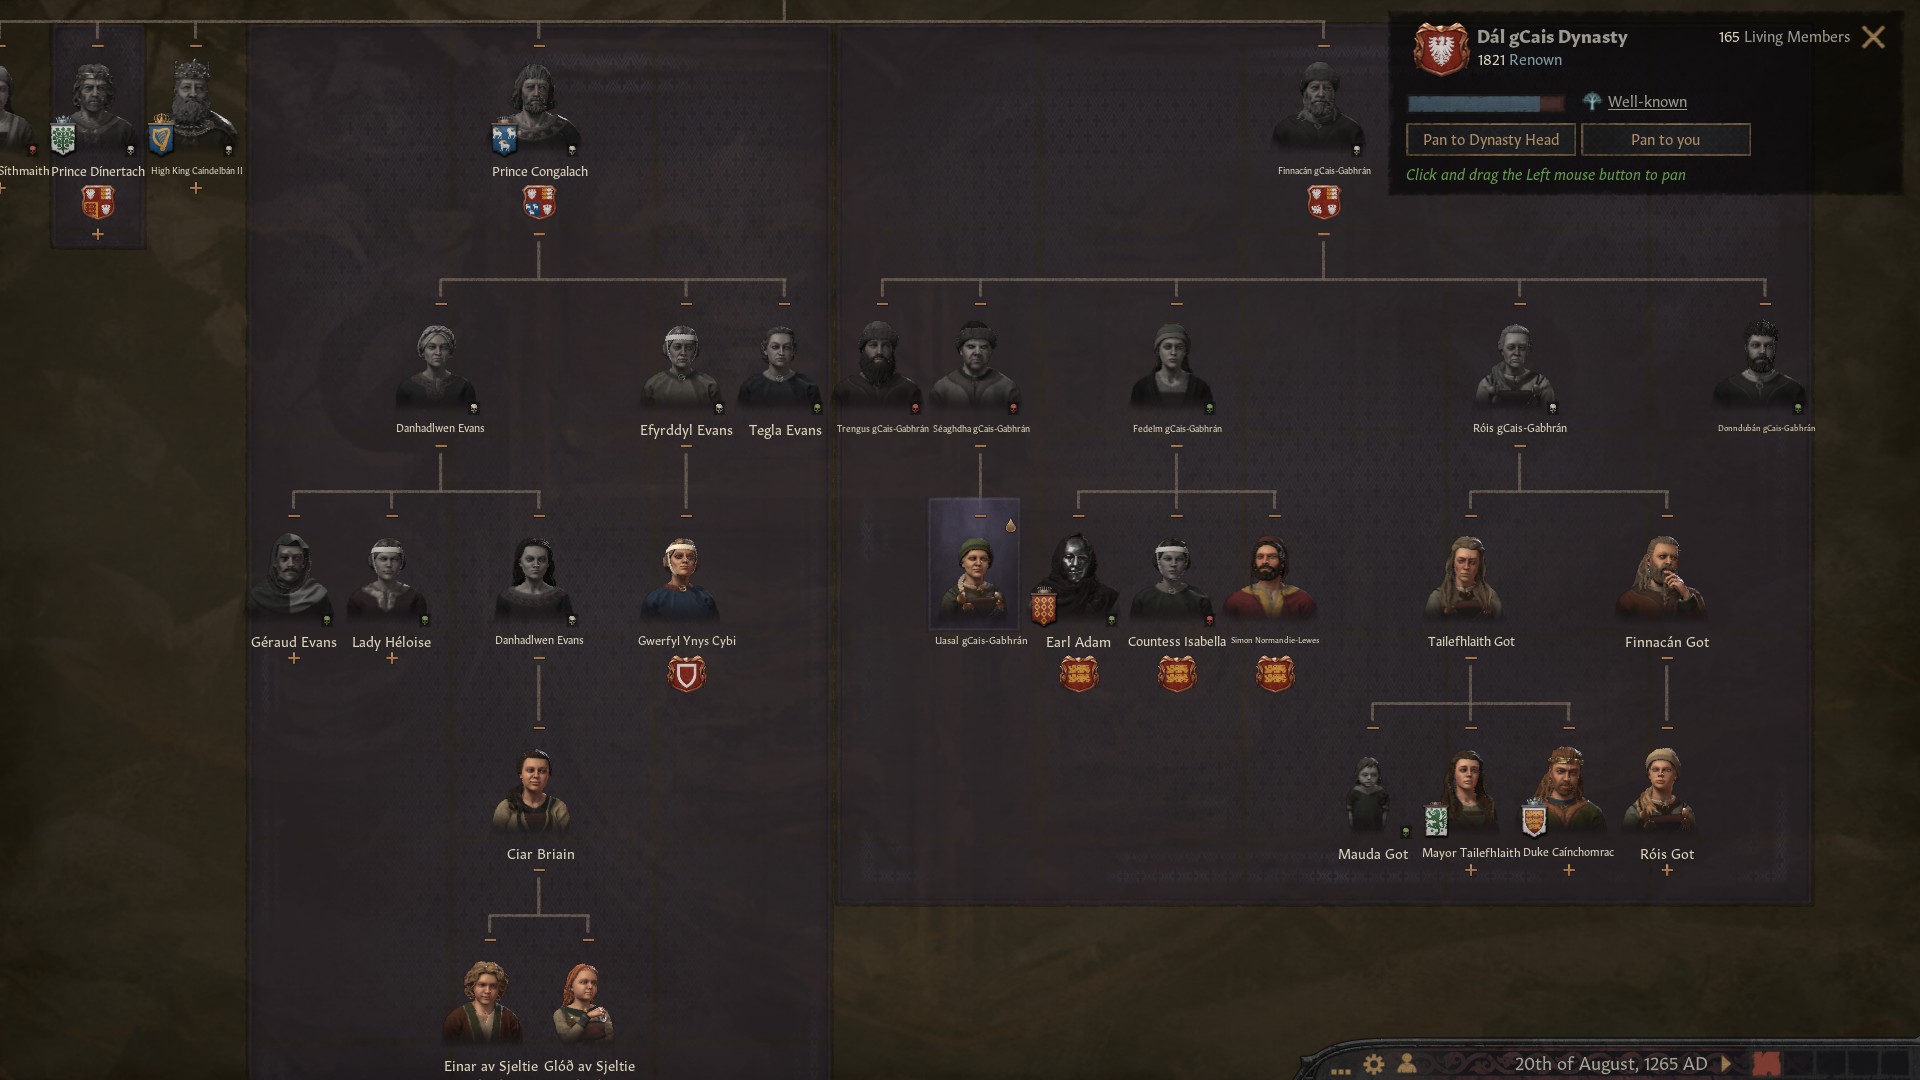 Dál gCais Dynasty
165 Living Members
1821 Renown
Well-known
Pan to Dynasty Head
Pan to you
Click and drag the Left mouse button to pan
Síthmaith
Prince Dínertach
High King Caíndelbán II
Prince Congalach
Finnacán gCais-Gabhrán
Danhadlwen Evans
Efyrddyl Evans
Tegla Evans
Trengus gCais-Gabhrán
Séaghdha gCais-Gabhrán
Fedelm gCais-Gabhrán
Róis gCais-Gabhrán
Donndubán gCais-Gabhrán
Géraud Evans
Lady Héloise
Danhadlwen Evans
Gwerfyl Ynys Cybi
Uasal gCais-Gabhrán
Earl Adam
Countess Isabella
Simon Normandie-Lewes
Tailefhlaith Got
Finnacán Got
Ciar Briain
Mauda Got
Mayor Tailefhlaith
Duke Caínchomrac
Róis Got
Einar av Sjeltie
Glóð av Sjeltie
20th of August, 1265 AD